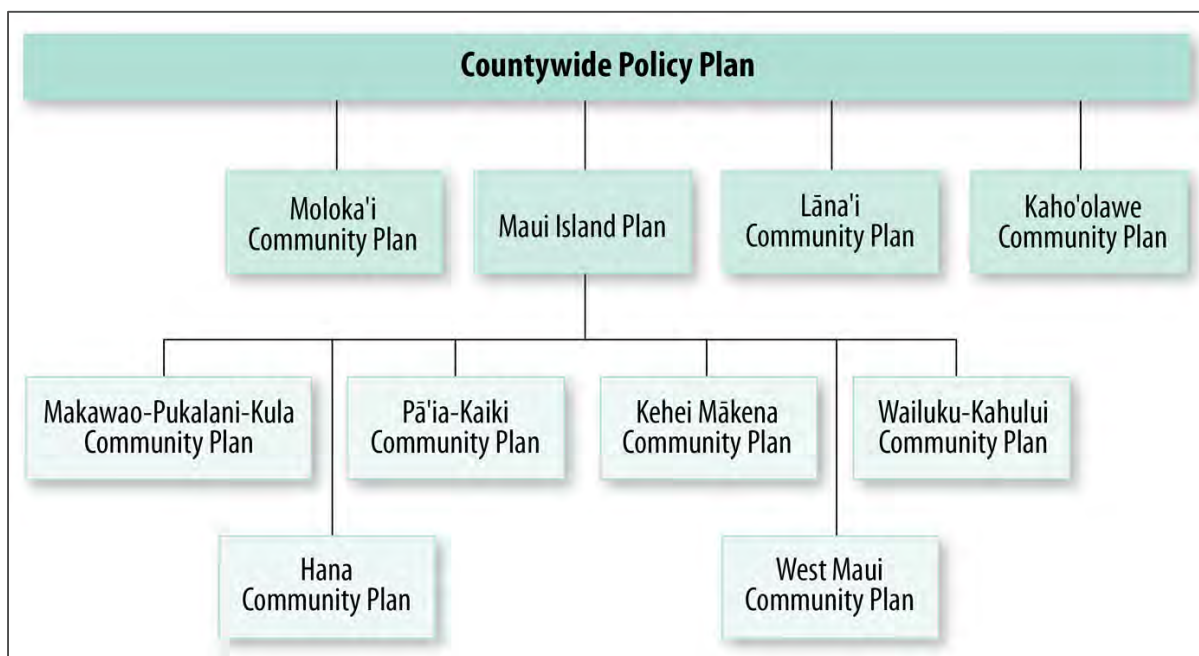 Countywide Policy Plan
Moloka'i
Community Plan
Maui Island Plan
Lāna'i
Community Plan
Kaho'olawe
Community Plan
Makawao-Pukalani-Kula
Community Plan
Pā'ia-Kaiki
Community Plan
Kehei Mākena
Community Plan
Wailuku-Kahului
Community Plan
Hana
Community Plan
West Maui
Community Plan